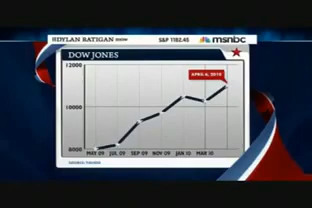 DYLAN RATIGAN SHOW S&P 1182.45 msnbc
DOW JONES
APRIL 6, 2010
12000
10000
8000
MAY 09 JUL 09 SEP 09 NOV 09 JAN 10 MAR 10